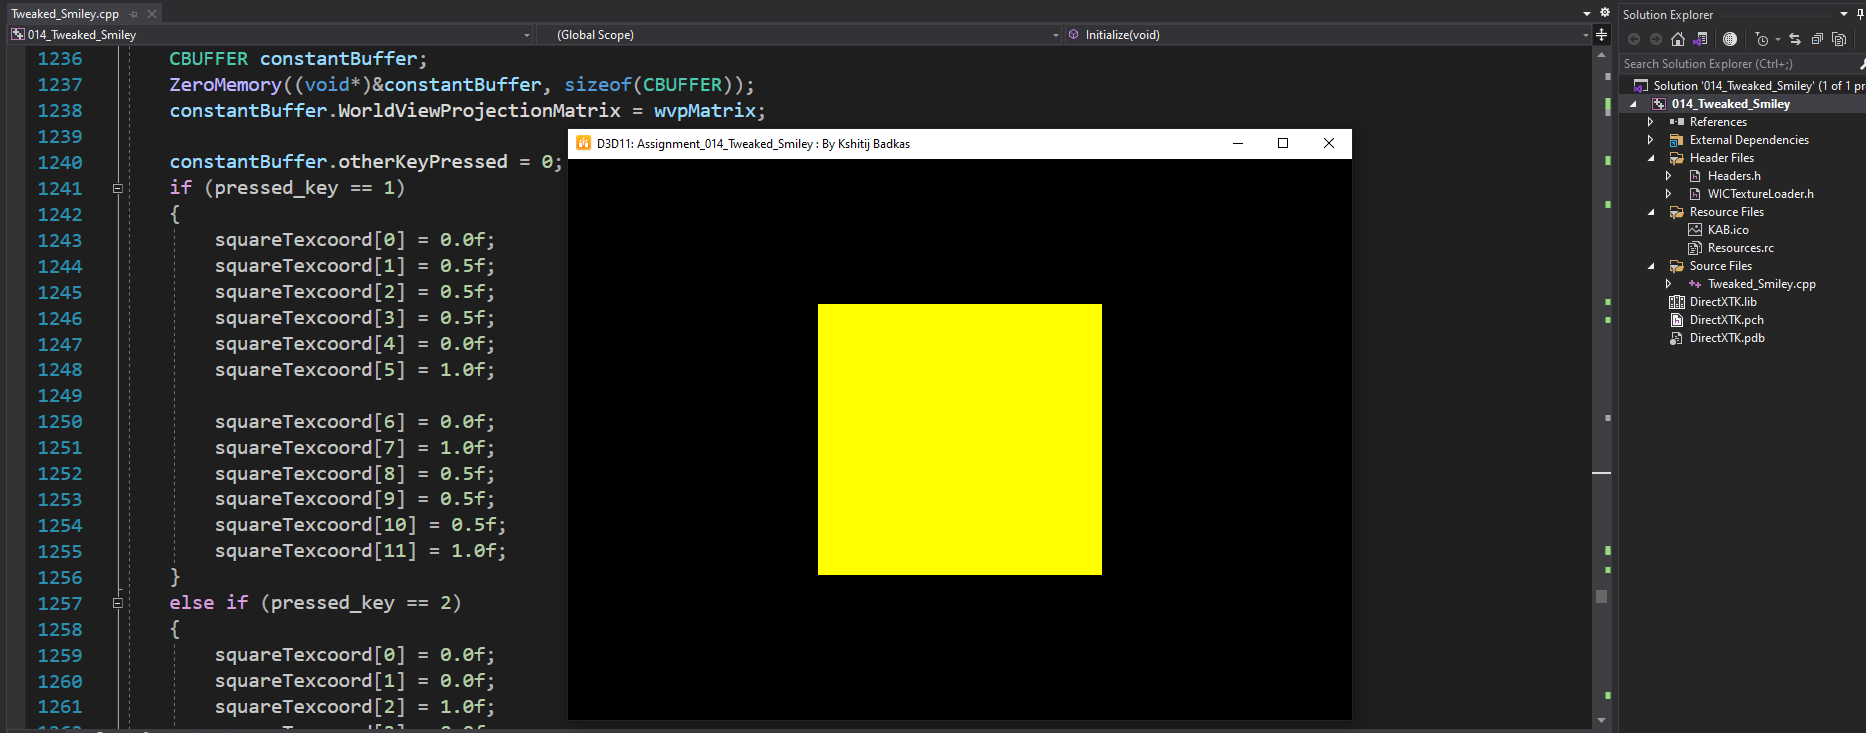 Tweaked_Smiley.cpp
014_Tweaked_Smiley
(Global Scope)
Initialize(void)
1236 CBUFFER constantBuffer;
1237 ZeroMemory((void*)&constantBuffer, sizeof(CBUFFER));
1238 constantBuffer.WorldViewProjectionMatrix = wvpMatrix;
1239
1240 constantBuffer.otherKeyPressed = 0;
1241 if (pressed_key == 1)
1242 {
1243 squareTexcoord[0] = 0.0f;
1244 squareTexcoord[1] = 0.5f;
1245 squareTexcoord[2] = 0.5f;
1246 squareTexcoord[3] = 0.5f;
1247 squareTexcoord[4] = 0.0f;
1248 squareTexcoord[5] = 1.0f;
1249
1250 squareTexcoord[6] = 0.0f;
1251 squareTexcoord[7] = 1.0f;
1252 squareTexcoord[8] = 0.5f;
1253 squareTexcoord[9] = 0.5f;
1254 squareTexcoord[10] = 0.5f;
1255 squareTexcoord[11] = 1.0f;
1256 }
1257 else if (pressed_key == 2)
1258 {
1259 squareTexcoord[0] = 0.0f;
1260 squareTexcoord[1] = 0.0f;
1261 squareTexcoord[2] = 1.0f;
D3D11: Assignment_014_Tweaked_Smiley : By Kshitij Badkas
Solution Explorer
Search Solution Explorer (Ctrl+;)
Solution '014_Tweaked_Smiley' (1 of 1 pr
014_Tweaked_Smiley
References
External Dependencies
Header Files
Headers.h
WICTextureLoader.h
Resource Files
KAB.ico
Resources.rc
Source Files
Tweaked_Smiley.cpp
DirectXTK.lib
DirectXTK.pch
DirectXTK.pdb